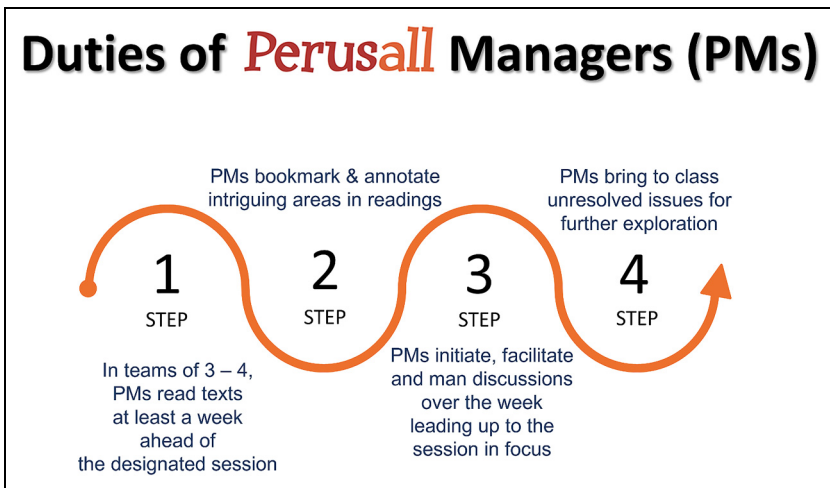 Duties of Perusall Managers (PMs)
1
STEP
In teams of 3 – 4,
PMs read texts
at least a week
ahead of
the designated session
PMs bookmark & annotate
intriguing areas in readings
2
STEP
3
STEP
PMs initiate, facilitate
and man discussions
over the week
leading up to the
session in focus
PMs bring to class
unresolved issues for
further exploration
4
STEP